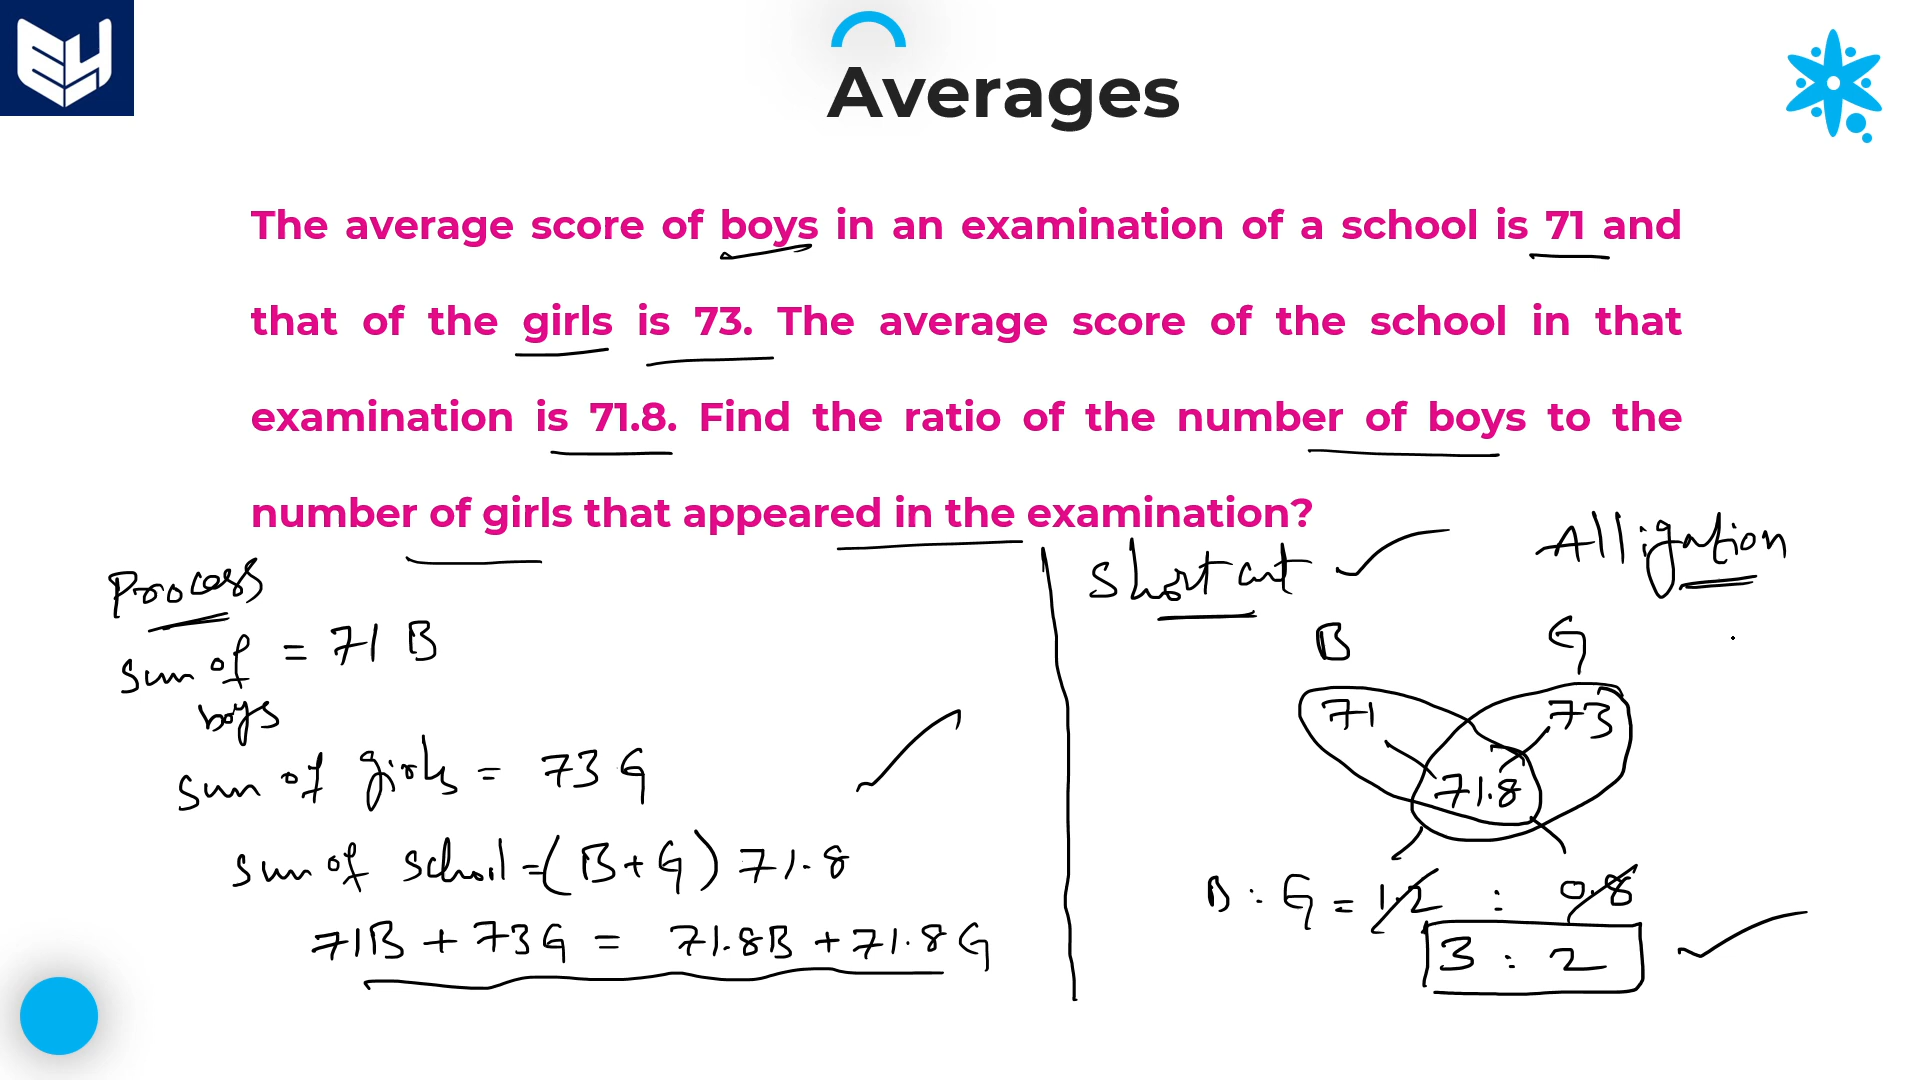 Averages
The average score of boys in an examination of a school is 71 and
that of the girls is 73. The average score of the school in that
examination is 71.8. Find the ratio of the number of boys to the
number of girls that appeared in the examination?
Process
sum of = 71 B
boys
sum of girls = 73 G
sum of school = (B+G) 71.8
71B + 73G = 71.8B + 71.8G
Shortcut
Alligation
B G
71 73
71.8
B : G = 1.2 : 0.8
3 : 2